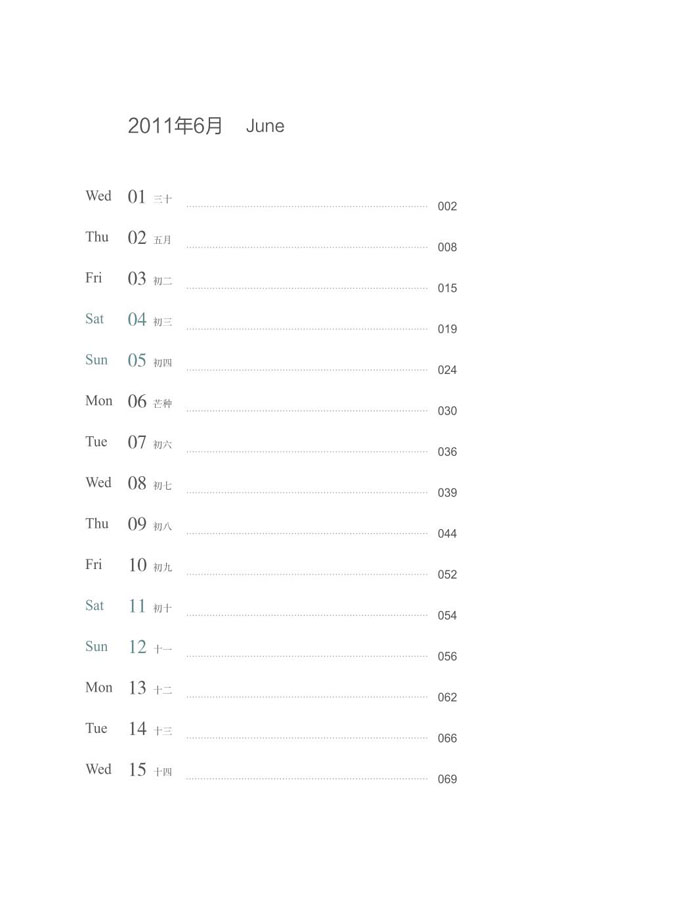 2011年6月 June
Wed 01 三十 002
Thu 02 五月 008
Fri 03 初二 015
Sat 04 初三 019
Sun 05 初四 024
Mon 06 芒种 030
Tue 07 初六 036
Wed 08 初七 039
Thu 09 初八 044
Fri 10 初九 052
Sat 11 初十 054
Sun 12 十一 056
Mon 13 十二 062
Tue 14 十三 066
Wed 15 十四 069